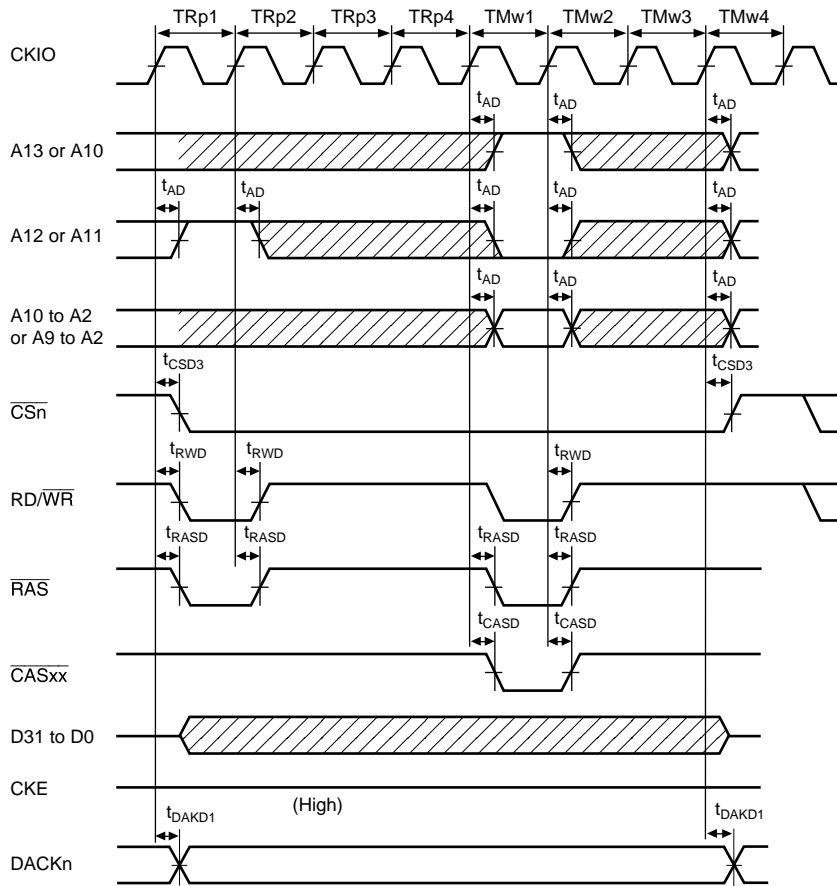 TRp1 TRp2 TRp3 TRp4 TMw1 TMw2 TMw3 TMw4
CKIO
tAD tAD tAD
A13 or A10
tAD tAD tAD tAD tAD
A12 or A11
tAD tAD tAD
A10 to A2
or A9 to A2
tCSD3 tCSD3
CSn
tRWD tRWD tRWD
RD/WR
tRASD tRASD tRASD tRASD
RAS
tCASD tCASD
CASxx
D31 to D0
CKE
(High)
tDAKD1 tDAKD1
DACKn